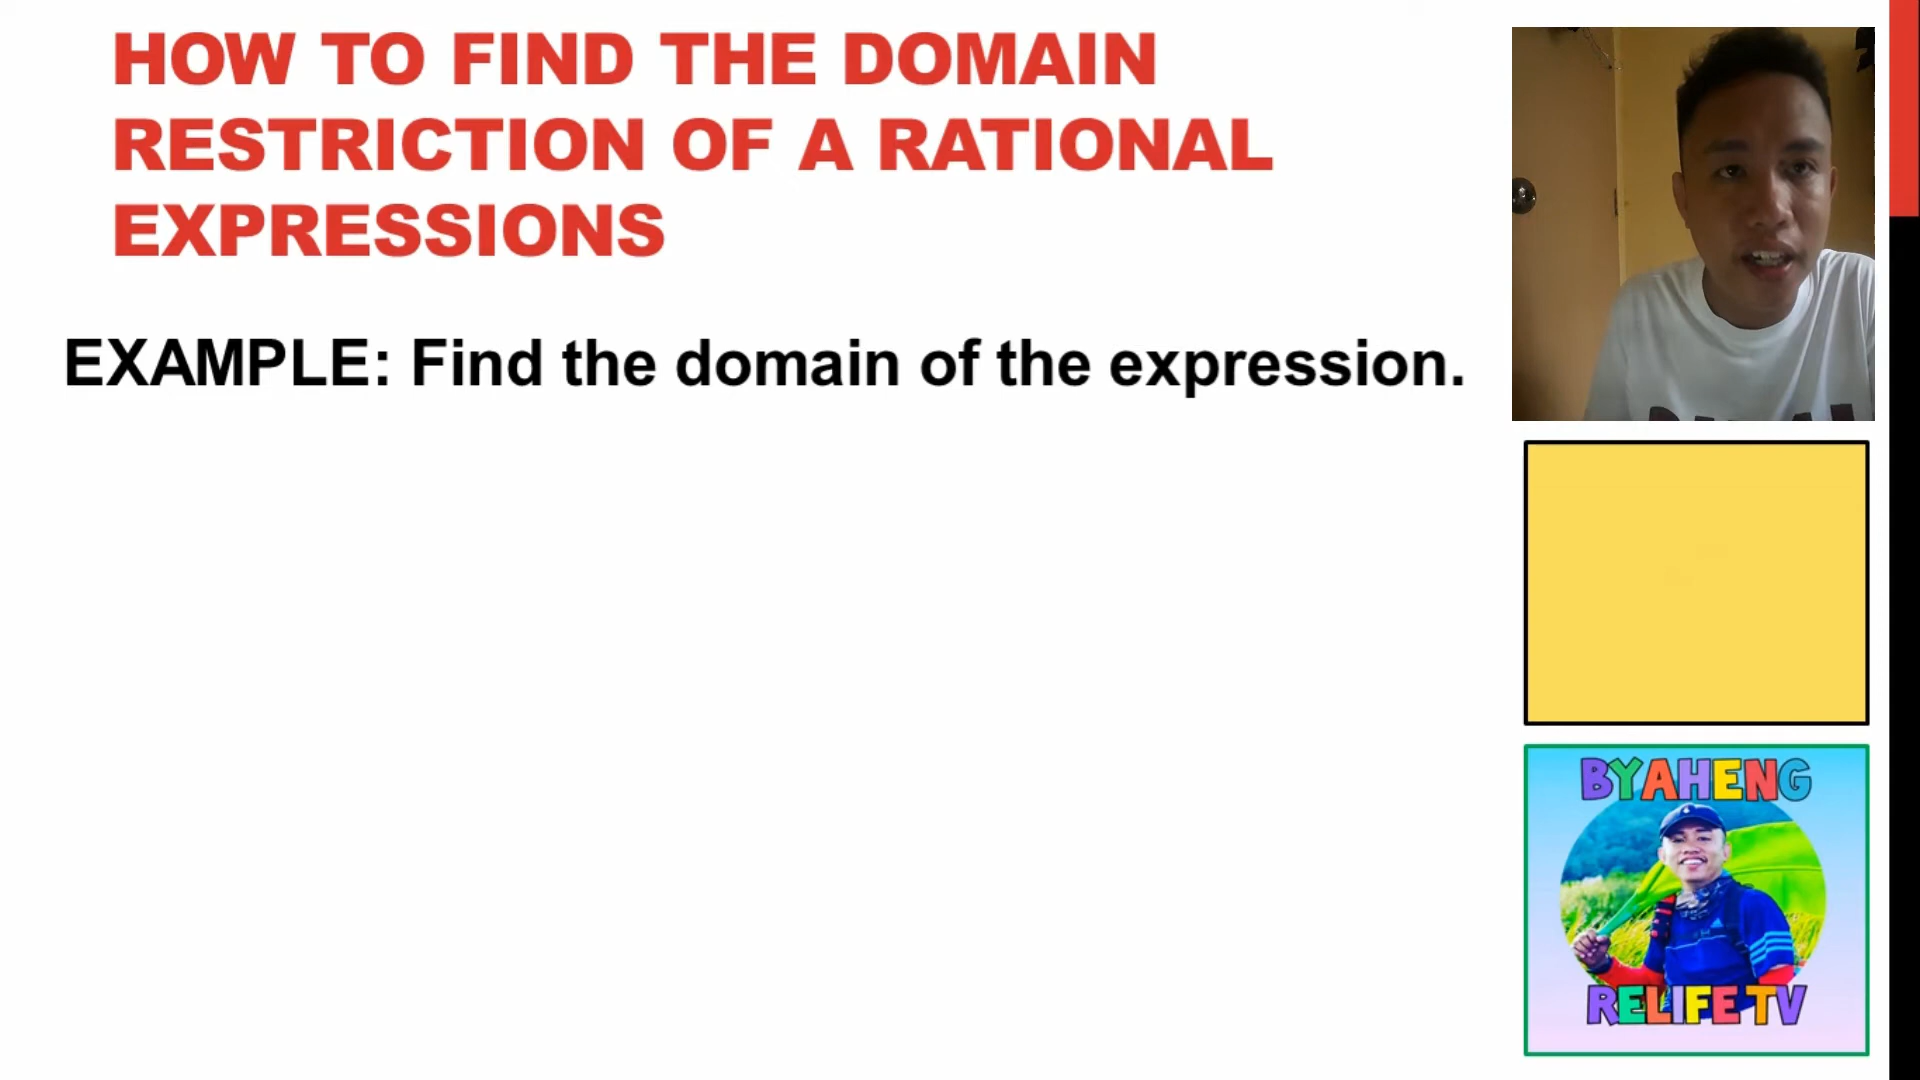 HOW TO FIND THE DOMAIN
RESTRICTION OF A RATIONAL
EXPRESSIONS
EXAMPLE: Find the domain of the expression.
BYAHENG
RELIFE TV